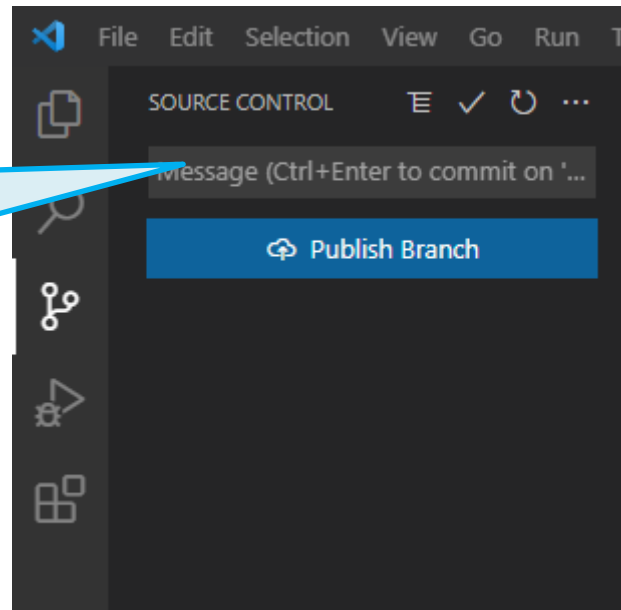 File Edit Selection View Go Run
SOURCE CONTROL
Message (Ctrl+Enter to commit on '...
Publish Branch